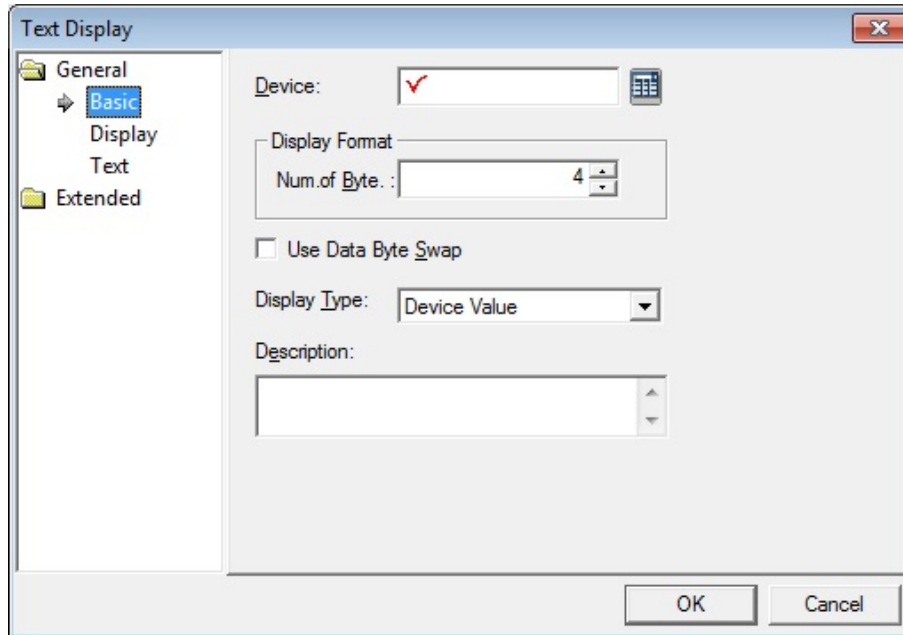 Text Display
General
Basic
Display
Text
Extended
Device:
Display Format
Num.of Byte. : 4
Use Data Byte Swap
Display Type: Device Value
Description:
OK Cancel